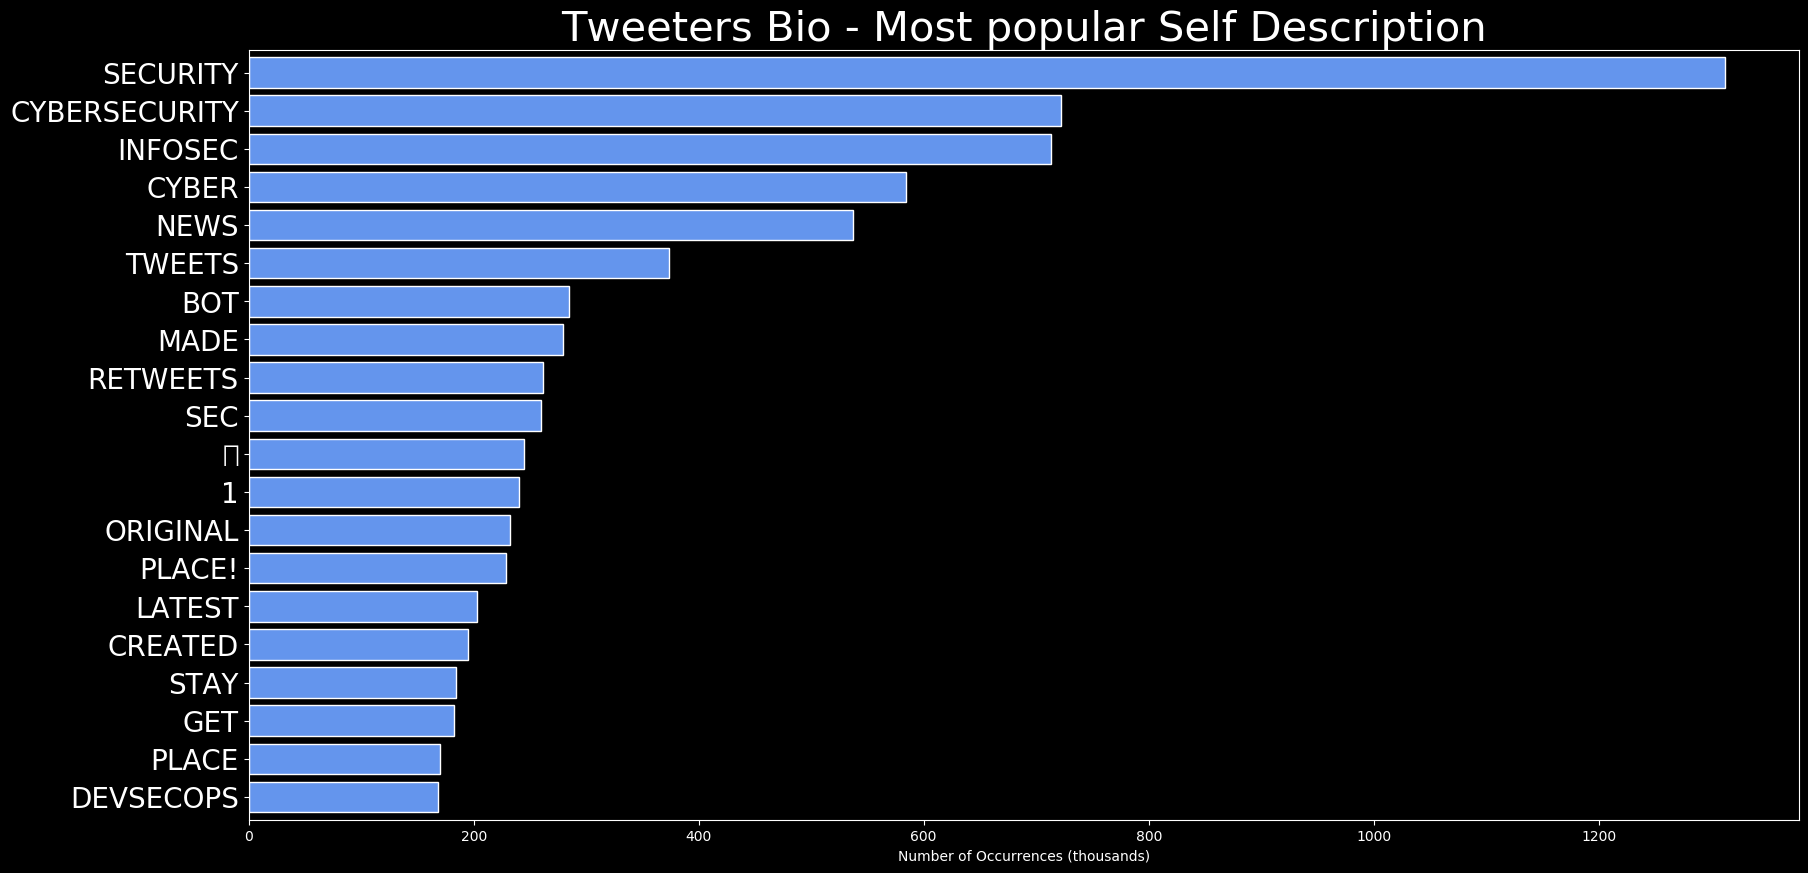 Tweeters Bio - Most popular Self Description
SECURITY
CYBERSECURITY
INFOSEC
CYBER
NEWS
TWEETS
BOT
MADE
RETWEETS
SEC
1
ORIGINAL
PLACE!
LATEST
CREATED
STAY
GET
PLACE
DEVSECOPS
0 200 400 600 800 1000 1200
Number of Occurrences (thousands)